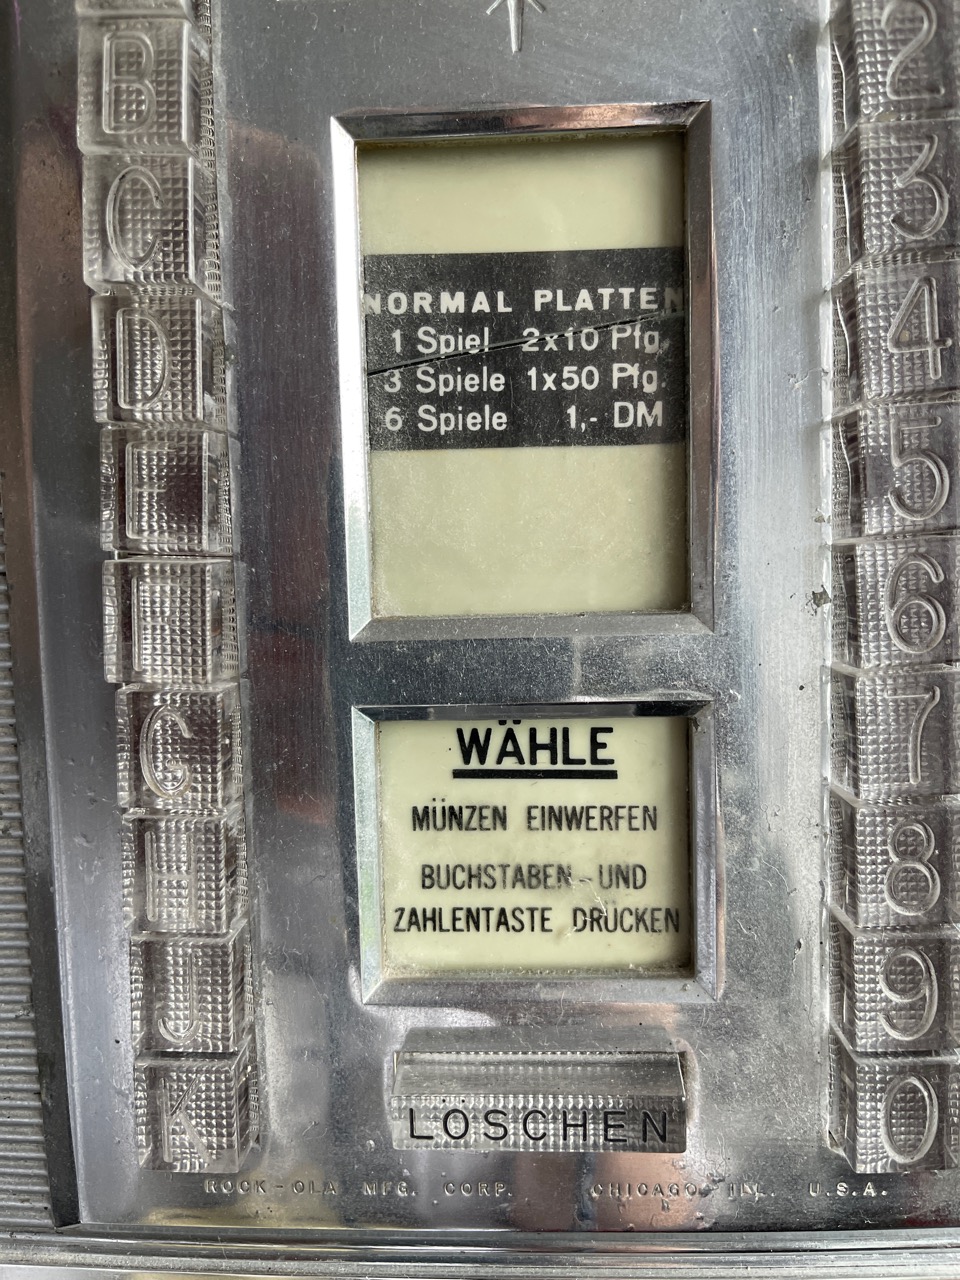 B
C
D
E
F
G
H
J
K
NORMAL PLATTEN
1 Spiel 2x10 Pfg.
3 Spiele 1x50 Pfg.
6 Spiele 1,- DM
WÄHLE
MÜNZEN EINWERFEN
BUCHSTABEN - UND
ZAHLENTASTE DRÜCKEN
LOSCHEN
2
3
4
5
6
7
8
9
0
ROCK-OLA MFG. CORP. CHICAGO ILL. U.S.A.